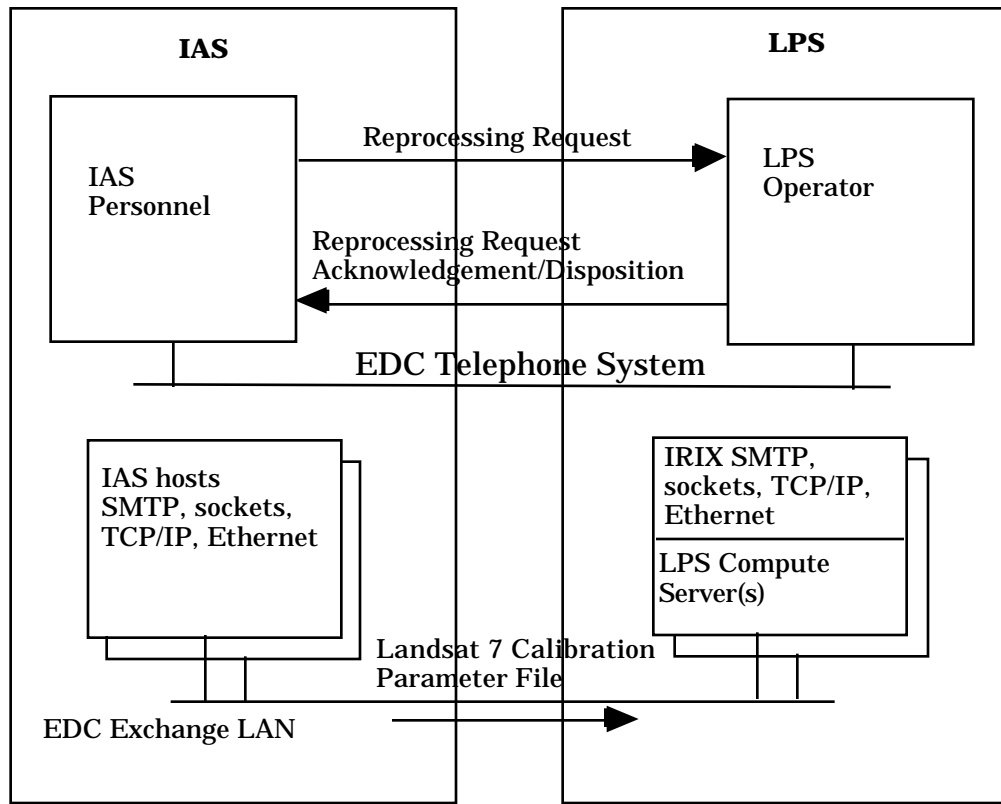 IAS
LPS
Reprocessing Request
IAS
Personnel
LPS
Operator
Reprocessing Request
Acknowledgement/Disposition
EDC Telephone System
IAS hosts
SMTP, sockets,
TCP/IP, Ethernet
IRIX SMTP,
sockets, TCP/IP,
Ethernet
LPS Compute
Server(s)
Landsat 7 Calibration
Parameter File
EDC Exchange LAN